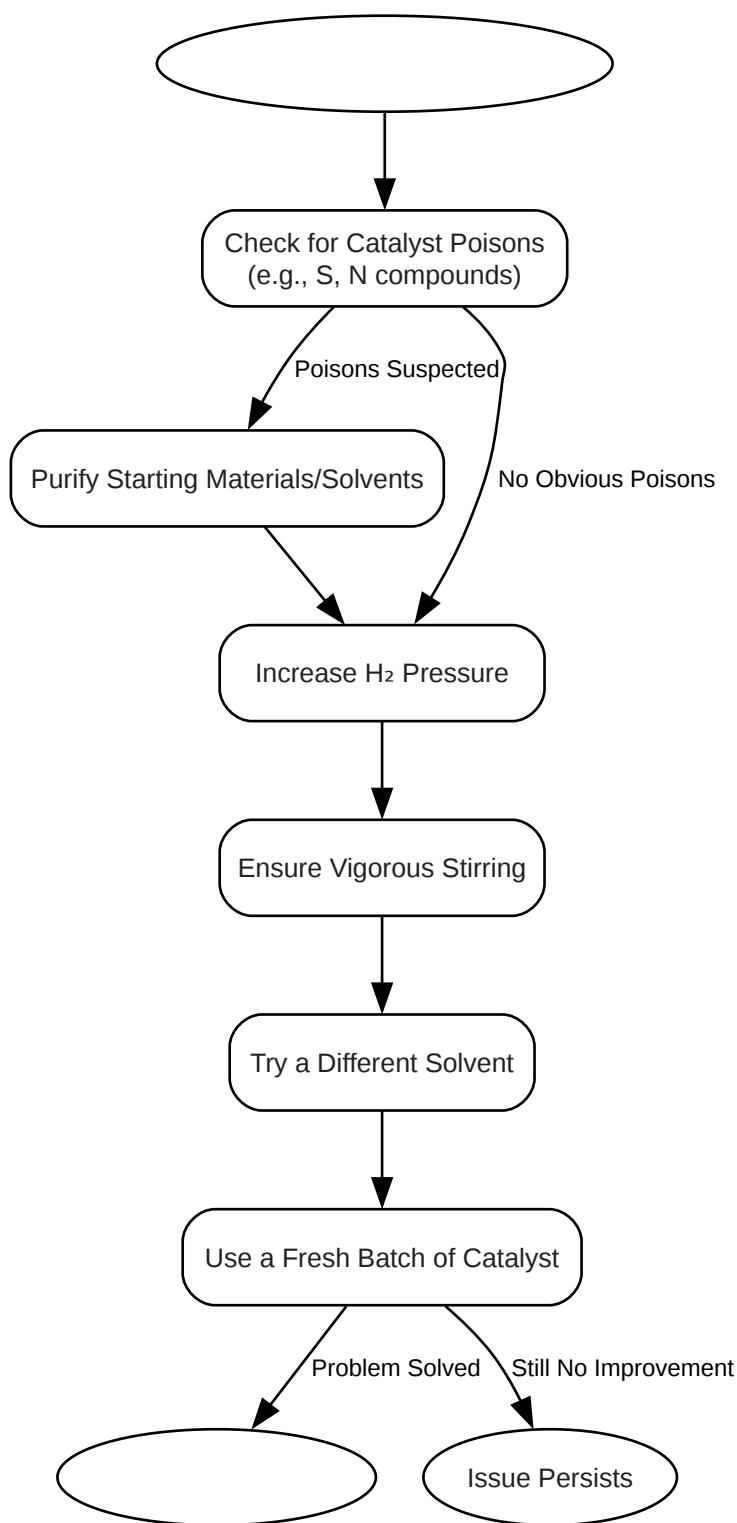 Check for Catalyst Poisons
(e.g., S, N compounds)
Poisons Suspected
Purify Starting Materials/Solvents
No Obvious Poisons
Increase H₂ Pressure
Ensure Vigorous Stirring
Try a Different Solvent
Use a Fresh Batch of Catalyst
Problem Solved
Still No Improvement
Issue Persists